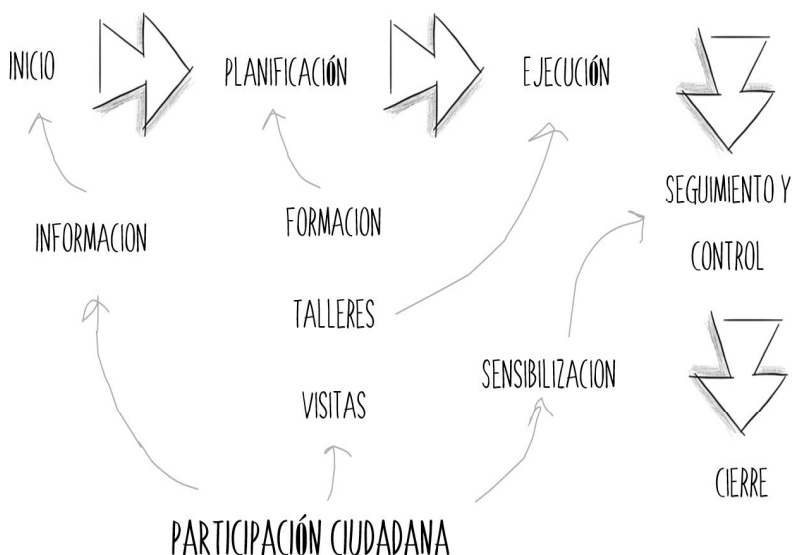 INICIO
PLANIFICACIÓN
EJECUCIÓN
SEGUIMIENTO Y
CONTROL
CIERRE
INFORMACION
FORMACION
TALLERES
VISITAS
SENSIBILIZACION
PARTICIPACIÓN CIUDADANA